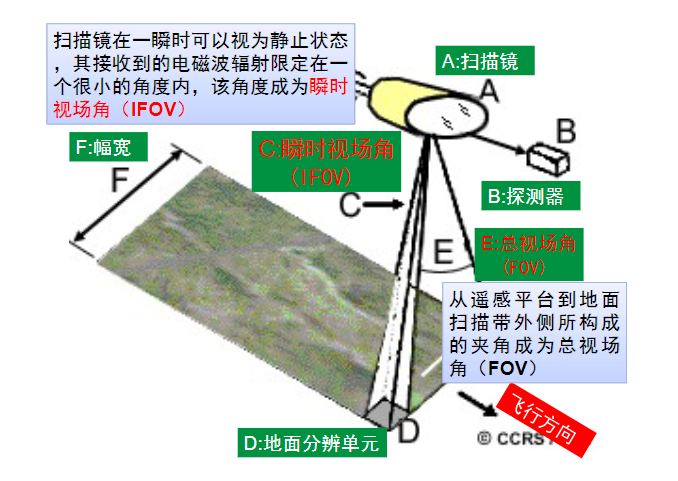 扫描镜在一瞬时可以视为静止状态
，其接收到的电磁波辐射限定在一
个很小的角度内，该角度成为瞬时
视场角（IFOV）
A:扫描镜
A
F:幅宽
B
C:瞬时视场角
（IFOV）
F
B:探测器
C
E
E:总视场角
（FOV）
从遥感平台到地面
扫描带外侧所构成
的夹角成为总视场
角（FOV）
飞行方向
D:地面分辨单元
D
© CCRS